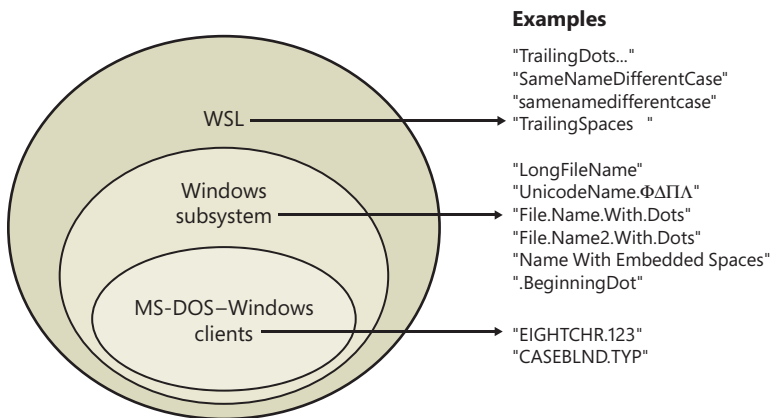 Examples
"TrailingDots..."
"SameNameDifferentCase"
"samenamedifferentcase"
"TrailingSpaces   "
WSL
"LongFileName"
"UnicodeName.ΦΔΠΛ"
"File.Name.With.Dots"
"File.Name2.With.Dots"
"Name With Embedded Spaces"
".BeginningDot"
Windows
subsystem
MS-DOS–Windows
clients
"EIGHTCHR.123"
"CASEBLND.TYP"